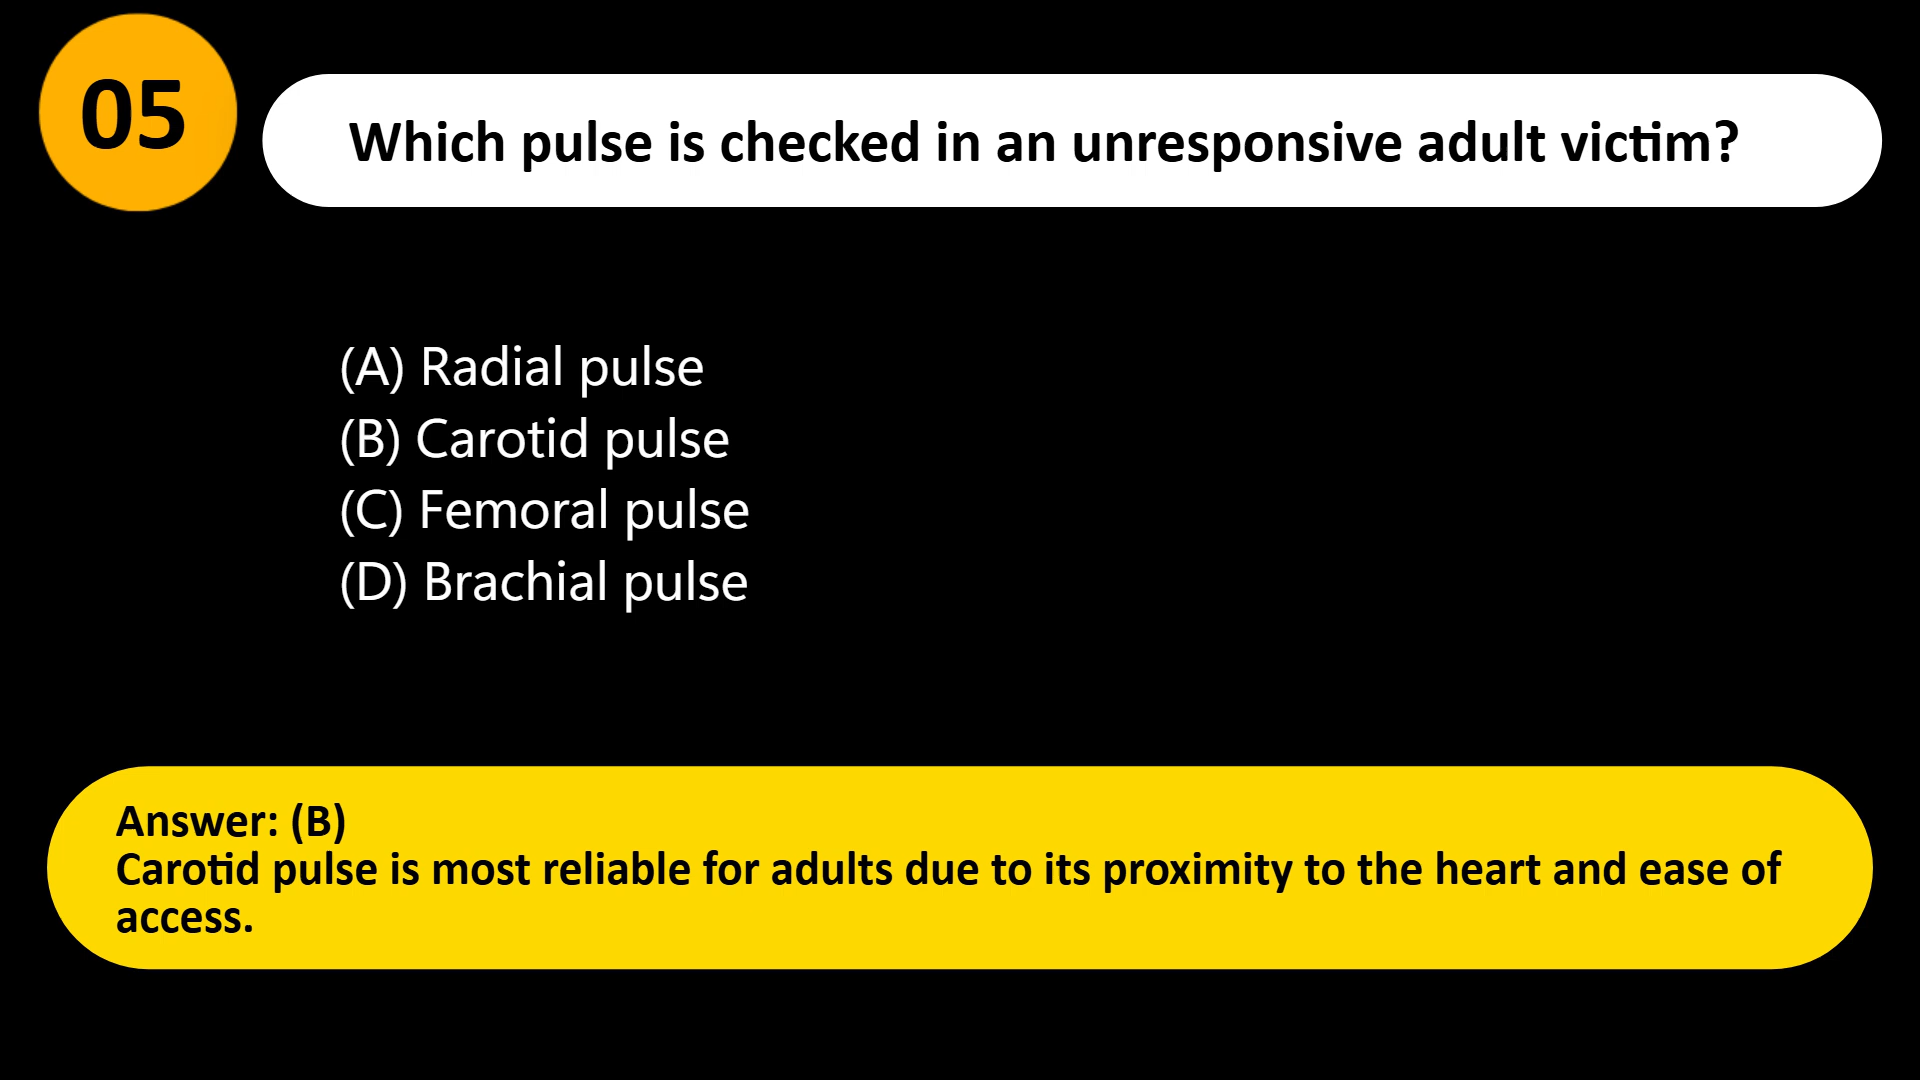 05
Which pulse is checked in an unresponsive adult victim?
(A) Radial pulse
(B) Carotid pulse
(C) Femoral pulse
(D) Brachial pulse
Answer: (B)
Carotid pulse is most reliable for adults due to its proximity to the heart and ease of
access.